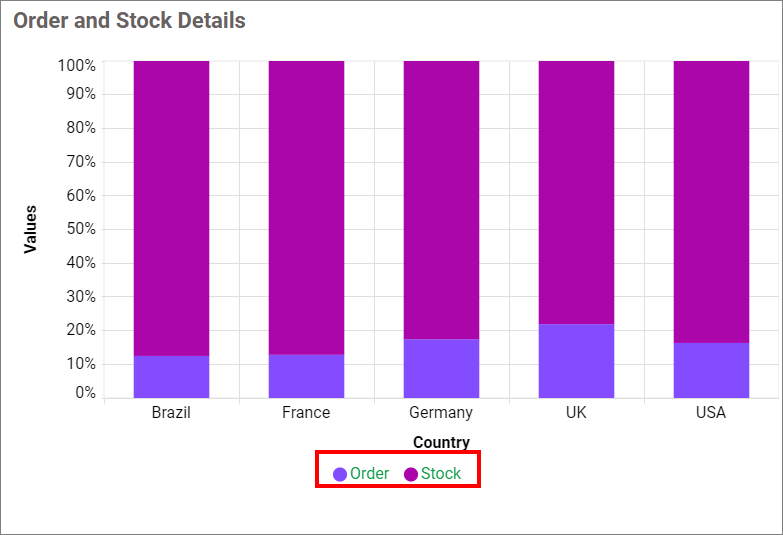 Order and Stock Details
100%
90%
80%
70%
60%
50%
40%
30%
20%
10%
0%
Values
Brazil France Germany UK USA
Country
Order Stock